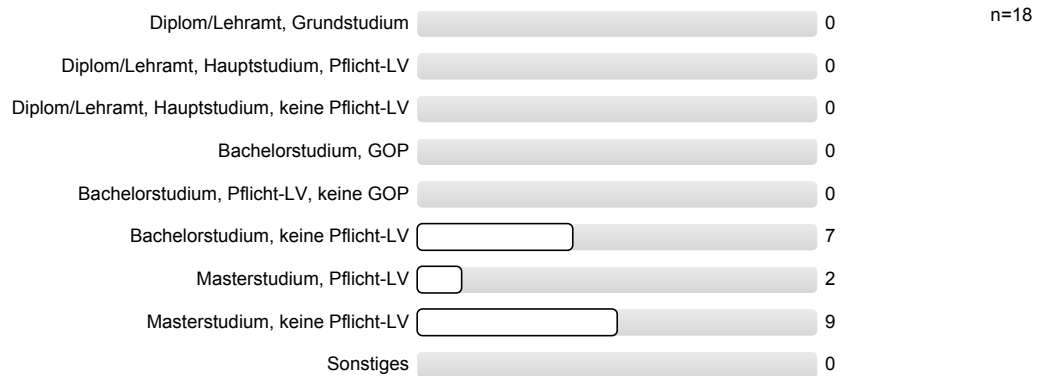 Diplom/Lehramt, Grundstudium 0 n=18
Diplom/Lehramt, Hauptstudium, Pflicht-LV 0
Diplom/Lehramt, Hauptstudium, keine Pflicht-LV 0
Bachelorstudium, GOP 0
Bachelorstudium, Pflicht-LV, keine GOP 0
Bachelorstudium, keine Pflicht-LV 7
Masterstudium, Pflicht-LV 2
Masterstudium, keine Pflicht-LV 9
Sonstiges 0